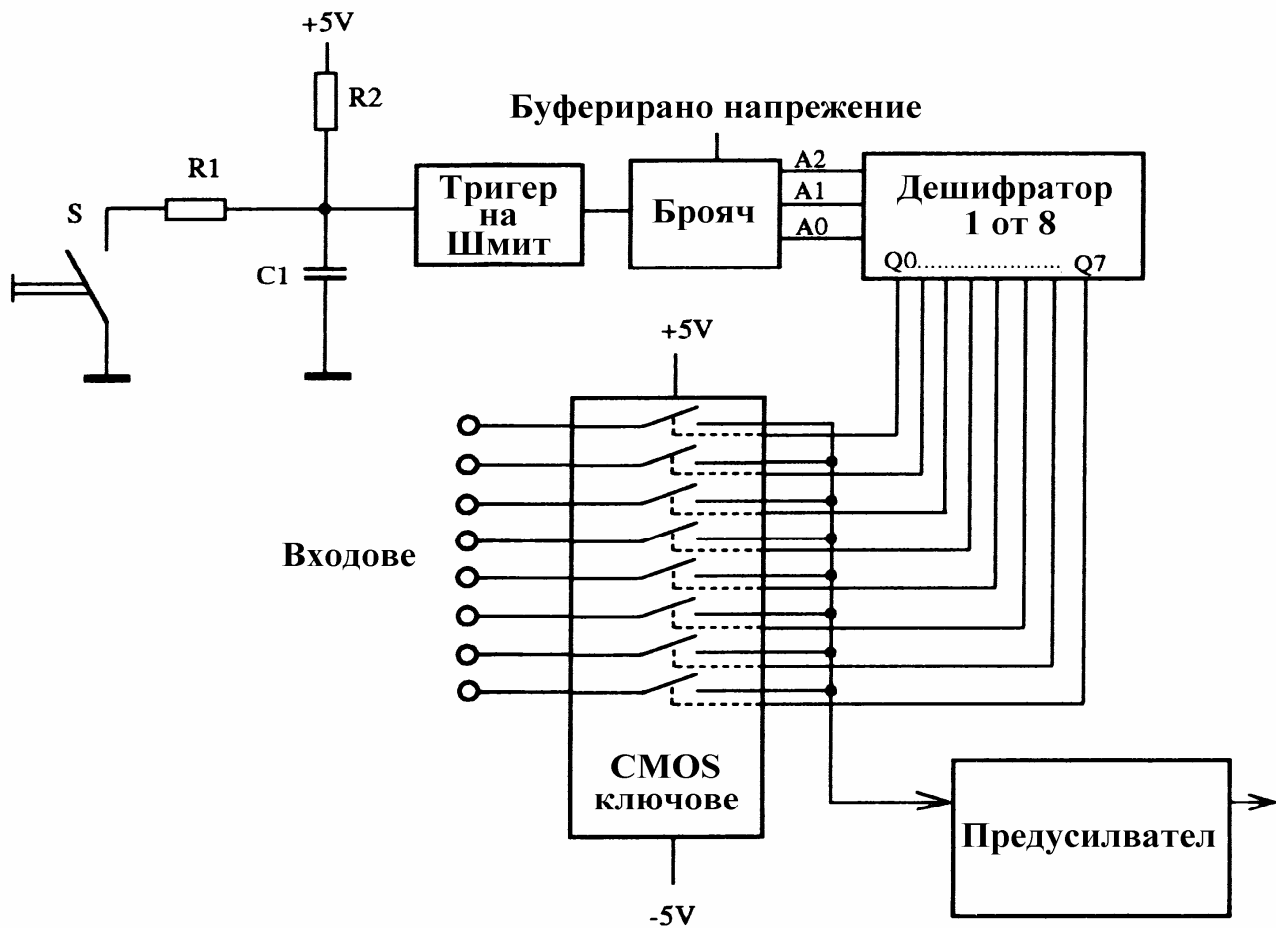 +5V
R2
Буферирано напрежение
R1
S
Тригер
на
Шмит
Брояч
A2
A1
A0
Дешифратор
1 от 8
Q0
Q7
C1
+5V
Входове
CMOS
ключове
Предусилвател
-5V